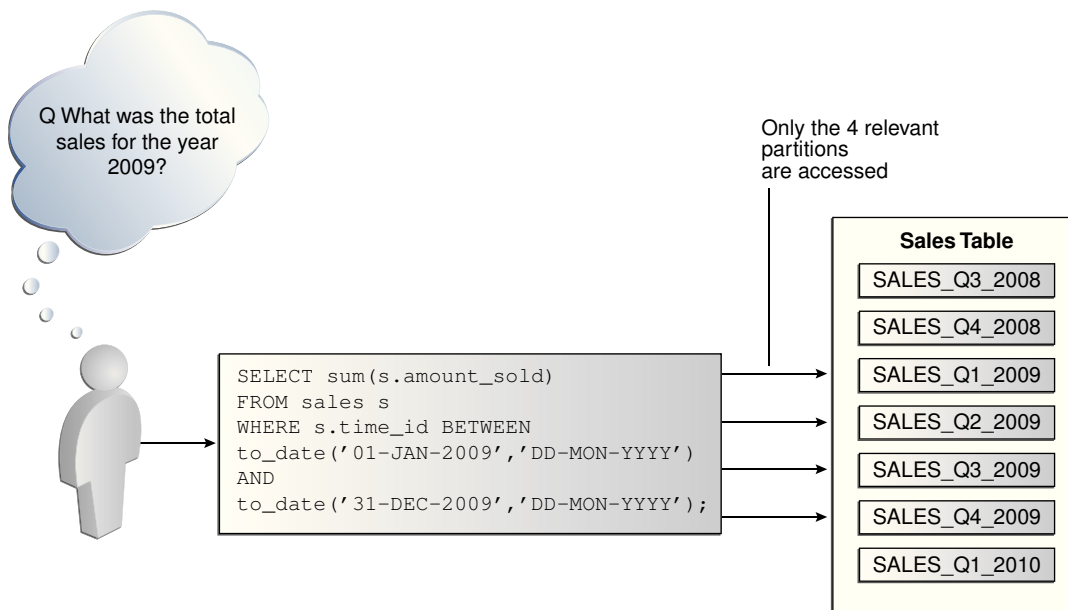 Q What was the total
sales for the year
2009?
Only the 4 relevant
partitions
are accessed
Sales Table
SALES_Q3_2008
SALES_Q4_2008
SALES_Q1_2009
SALES_Q2_2009
SALES_Q3_2009
SALES_Q4_2009
SALES_Q1_2010
SELECT sum(s.amount_sold)
FROM sales s
WHERE s.time_id BETWEEN
to_date('01-JAN-2009','DD-MON-YYYY')
AND
to_date('31-DEC-2009','DD-MON-YYYY');